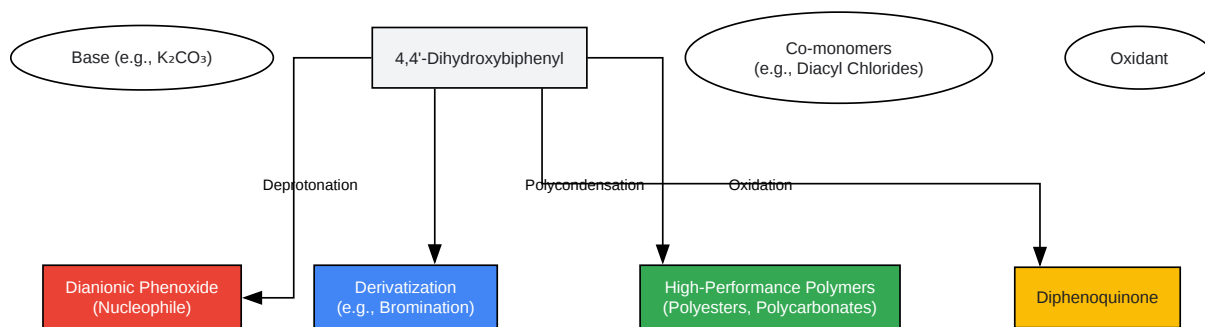 Base (e.g., K₂CO₃)
4,4'-Dihydroxybiphenyl
Co-monomers
(e.g., Diacyl Chlorides)
Oxidant
Deprotonation
Polycondensation
Oxidation
Dianionic Phenoxide
(Nucleophile)
Derivatization
(e.g., Bromination)
High-Performance Polymers
(Polyesters, Polycarbonates)
Diphenoquinone